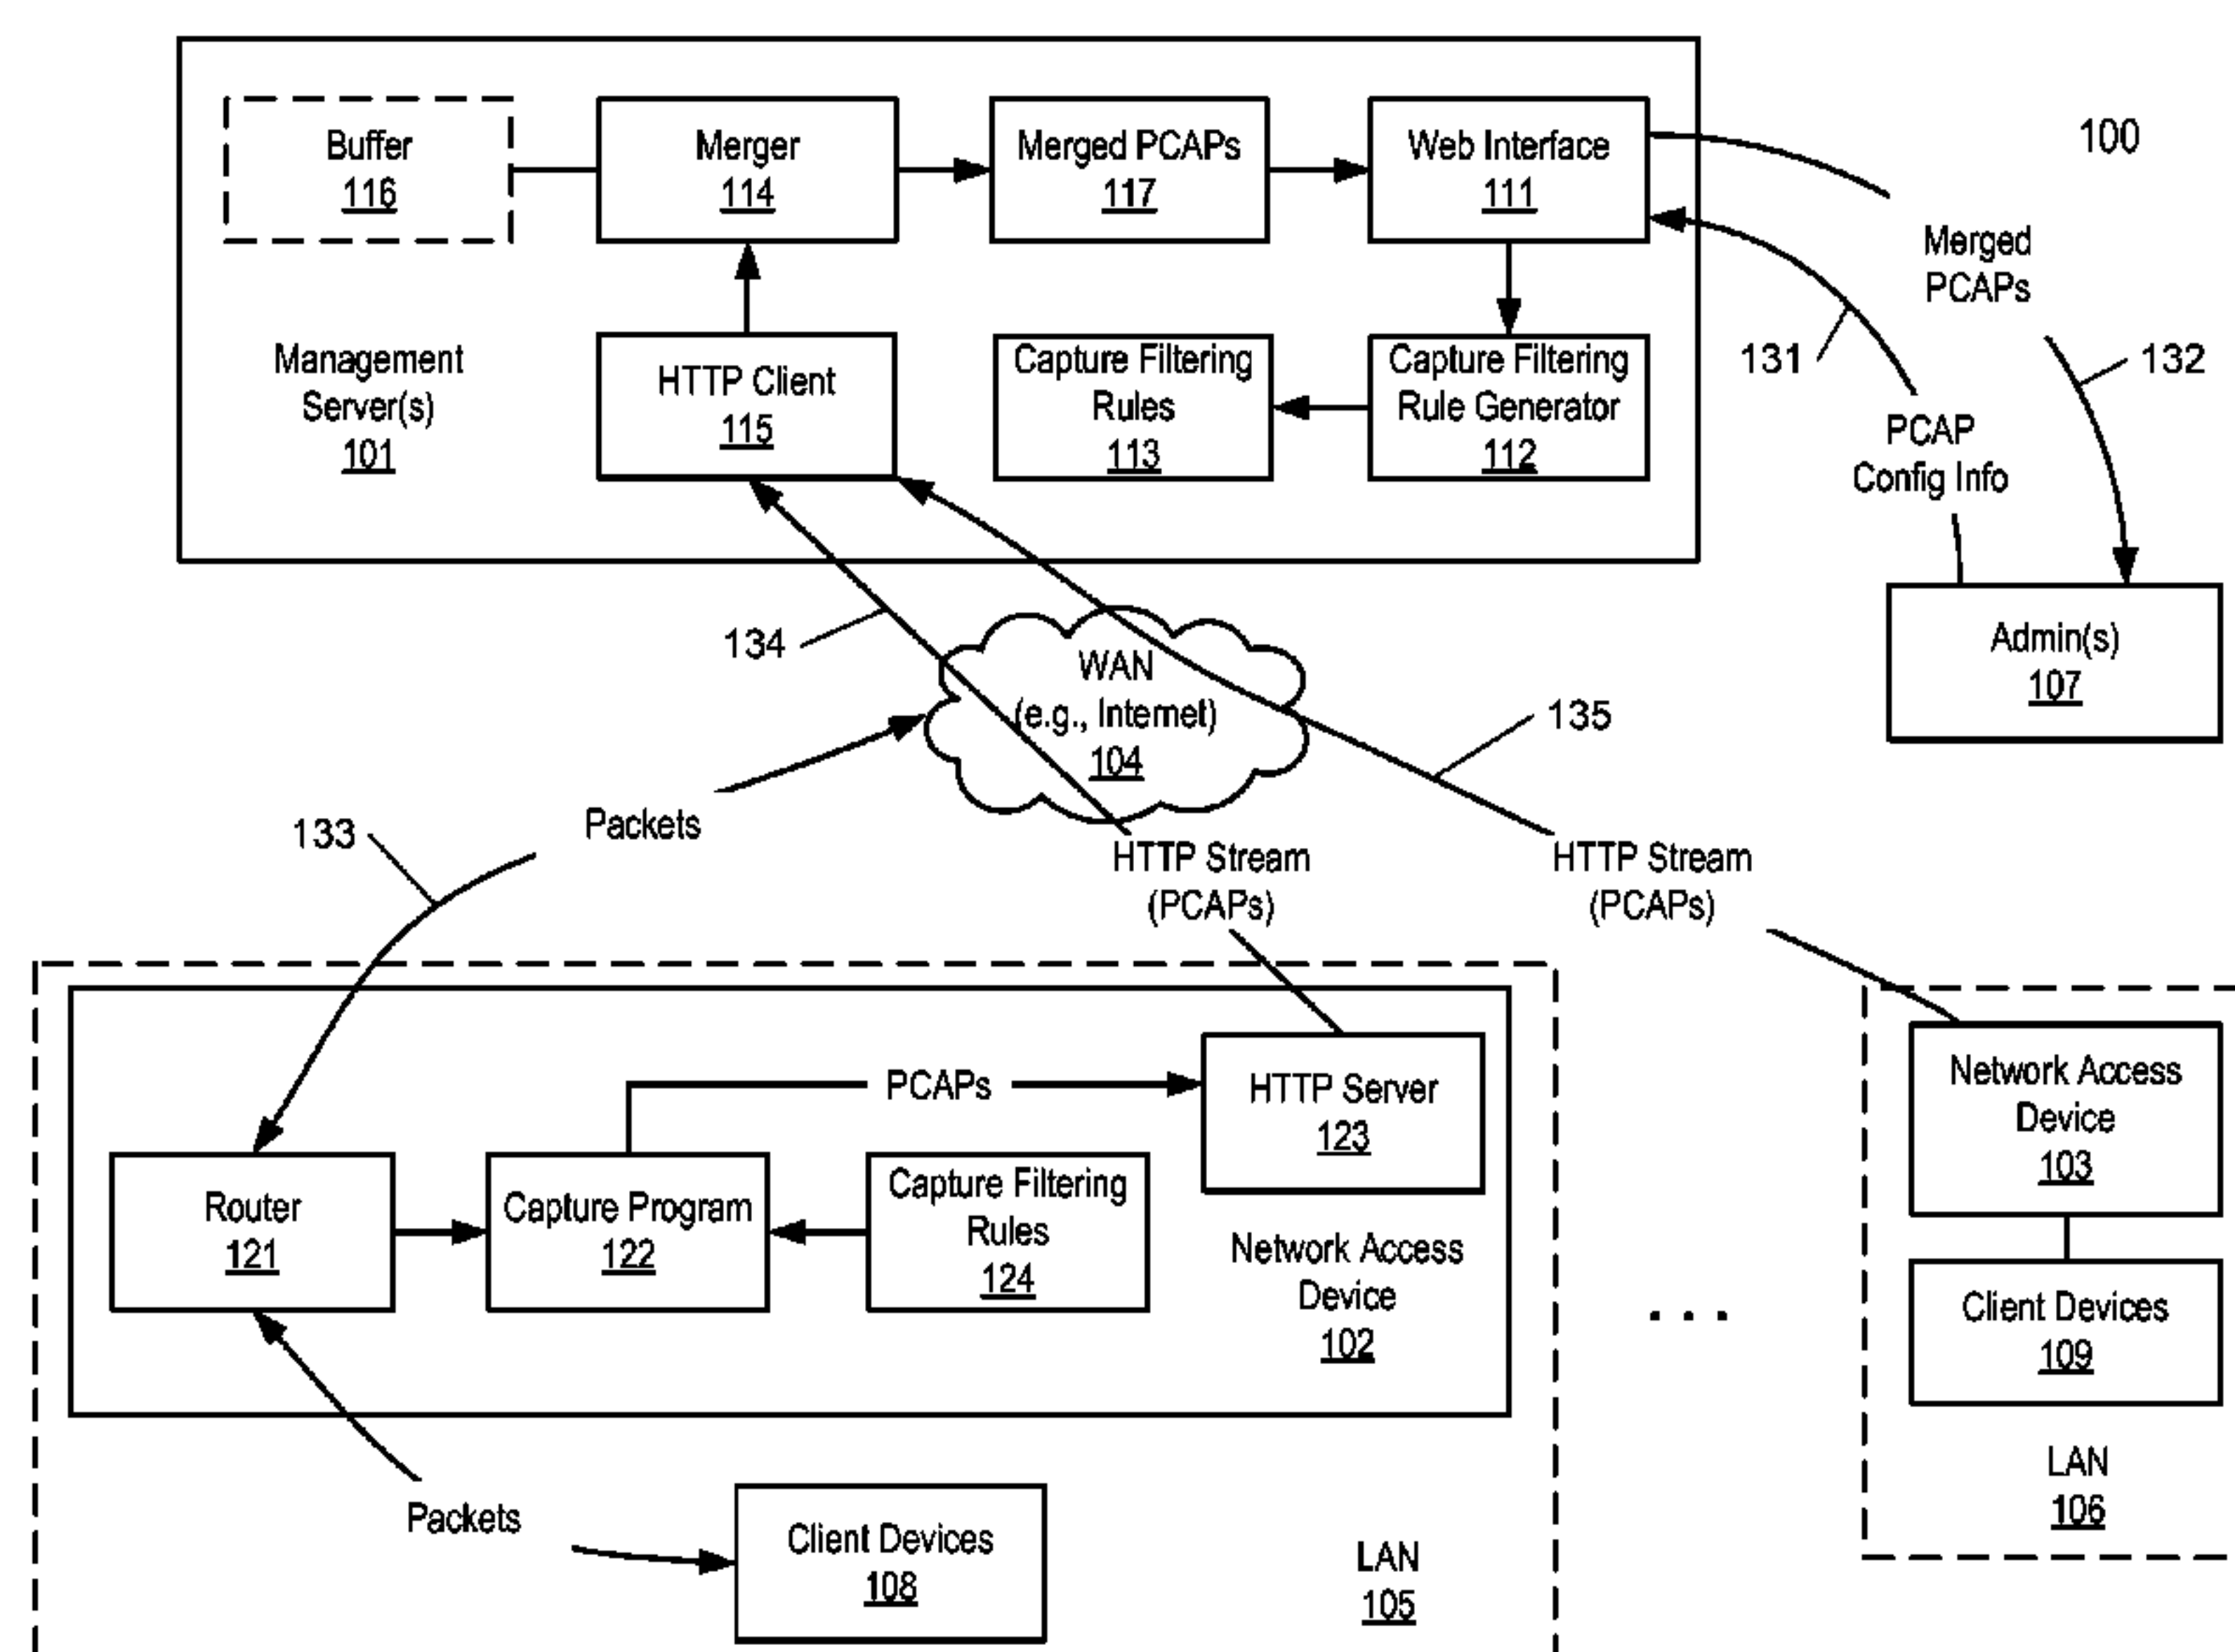 Buffer
116
Merger
114
Merged PCAPs
117
Web Interface
111
100
Merged
PCAPs
Management
Server(s)
101
HTTP Client
115
Capture Filtering
Rules
113
Capture Filtering
Rule Generator
112
131
132
PCAP
Config Info
134
WAN
(e.g., Internet)
104
135
Admin(s)
107
133
Packets
HTTP Stream
(PCAPs)
HTTP Stream
(PCAPs)
PCAPs
HTTP Server
123
Router
121
Capture Program
122
Capture Filtering
Rules
124
Network Access
Device
102
. . .
Network Access
Device
103
Client Devices
109
LAN
106
Packets
Client Devices
108
LAN
105